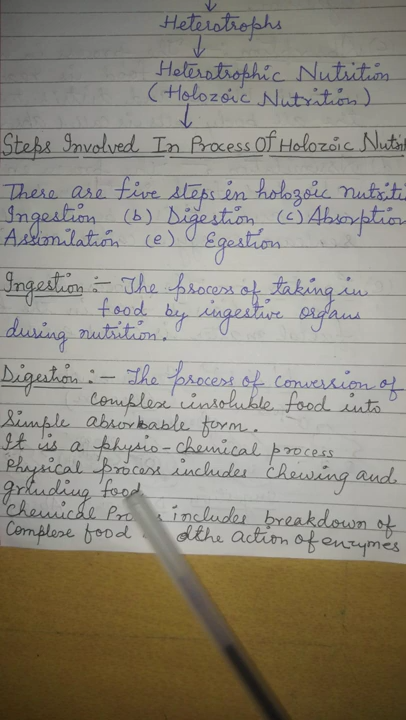 Heterotrophs
Heterotrophic Nutrition
(Holozoic Nutrition)
Steps Involved In Process Of Holozoic Nutri
There are five steps in holozoic nutriti
Ingestion (b) Digestion (c) Absorption
Assimilation (e) Egestion
Ingestion :- The process of taking in
food by ingestive organs
during nutrition.
Digestion :- The process of conversion of
complex insoluble food into
Simple absorbable form.
It is a physio-chemical process
Physical process includes chewing and
grinding food
Chemical Pro includes breakdown of
Complex food the action of enzymes